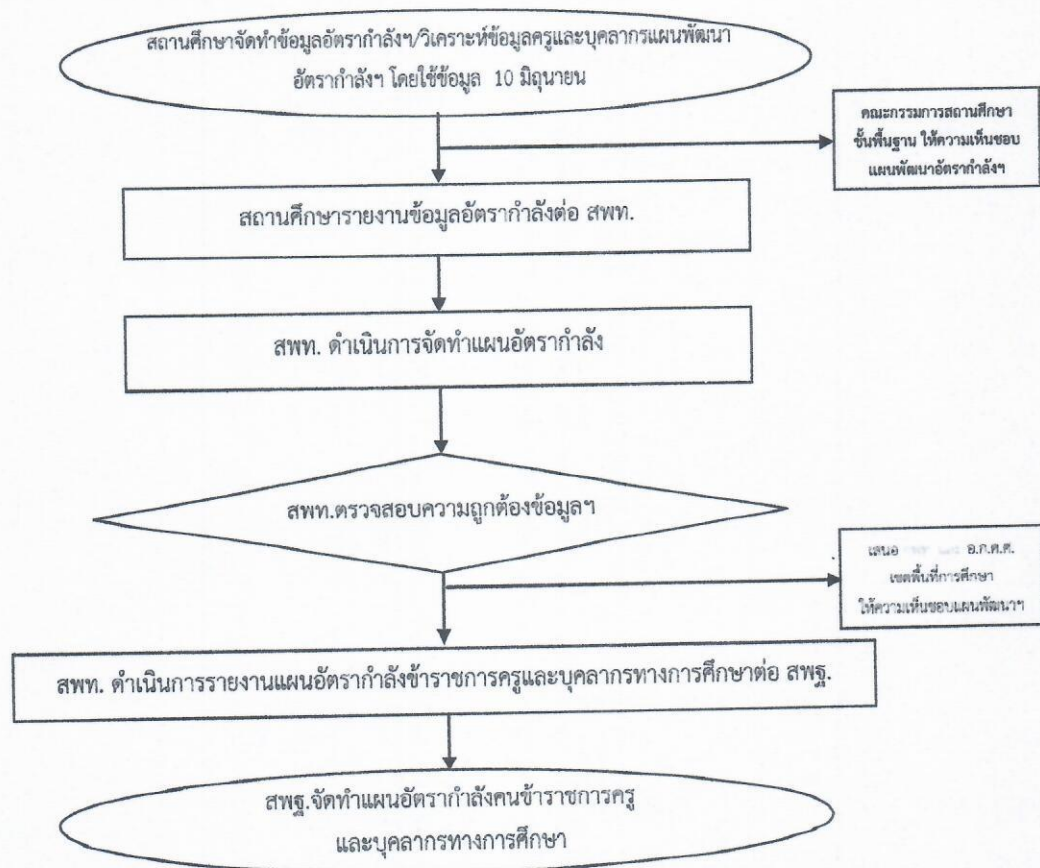 สถานศึกษาจัดทำข้อมูลอัตรากำลังฯ/วิเคราะห์ข้อมูลครูและบุคลากรแผนพัฒนา
อัตรากำลังฯ โดยใช้ข้อมูล 10 มิถุนายน
คณะกรรมการสถานศึกษา
ขั้นพื้นฐาน ให้ความเห็นชอบ
แผนพัฒนาอัตรากำลังฯ
สถานศึกษารายงานข้อมูลอัตรากำลังต่อ สพท.
สพท. ดำเนินการจัดทำแผนอัตรากำลัง
สพท.ตรวจสอบความถูกต้องข้อมูลฯ
เสนอ อ.ก.ค.ศ.
เขตพื้นที่การศึกษา
ให้ความเห็นชอบแผนพัฒนาฯ
สพท. ดำเนินการรายงานแผนอัตรากำลังข้าราชการครูและบุคลากรทางการศึกษาต่อ สพฐ.
สพฐ.จัดทำแผนอัตรากำลังคนข้าราชการครู
และบุคลากรทางการศึกษา